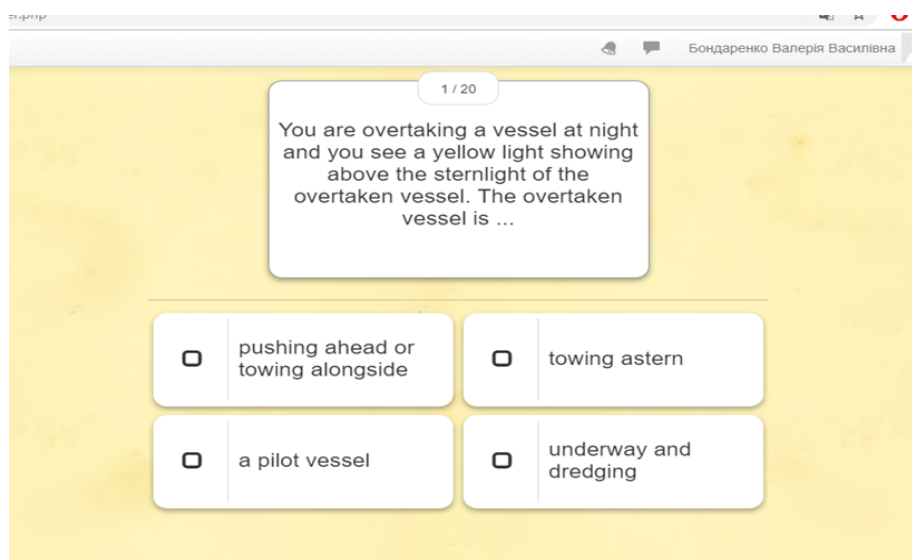 Бондаренко Валерія Василівна
1 / 20
You are overtaking a vessel at night
and you see a yellow light showing
above the sternlight of the
overtaken vessel. The overtaken
vessel is ...
pushing ahead or
towing alongside
towing astern
a pilot vessel
underway and
dredging